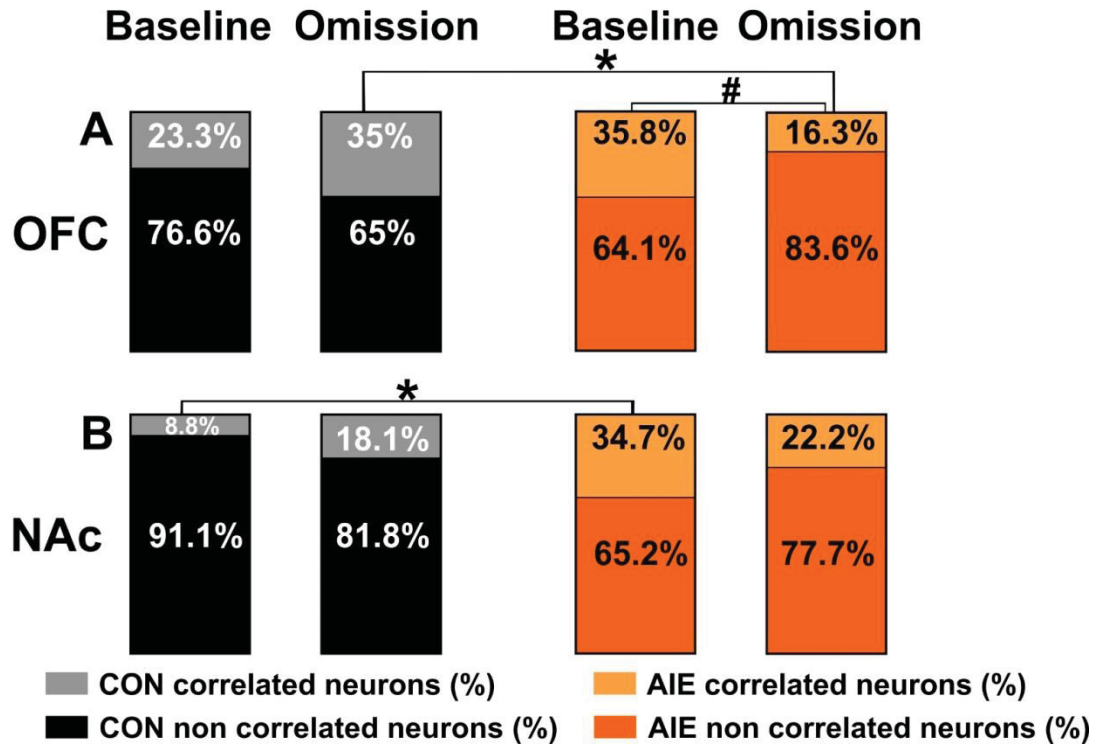 Baseline Omission Baseline Omission
*
#
A 23.3% 35% 35.8% 16.3%
OFC 76.6% 65% 64.1% 83.6%
*
B 8.8% 18.1% 34.7% 22.2%
NAc 91.1% 81.8% 65.2% 77.7%
CON correlated neurons (%) AIE correlated neurons (%)
CON non correlated neurons (%) AIE non correlated neurons (%)